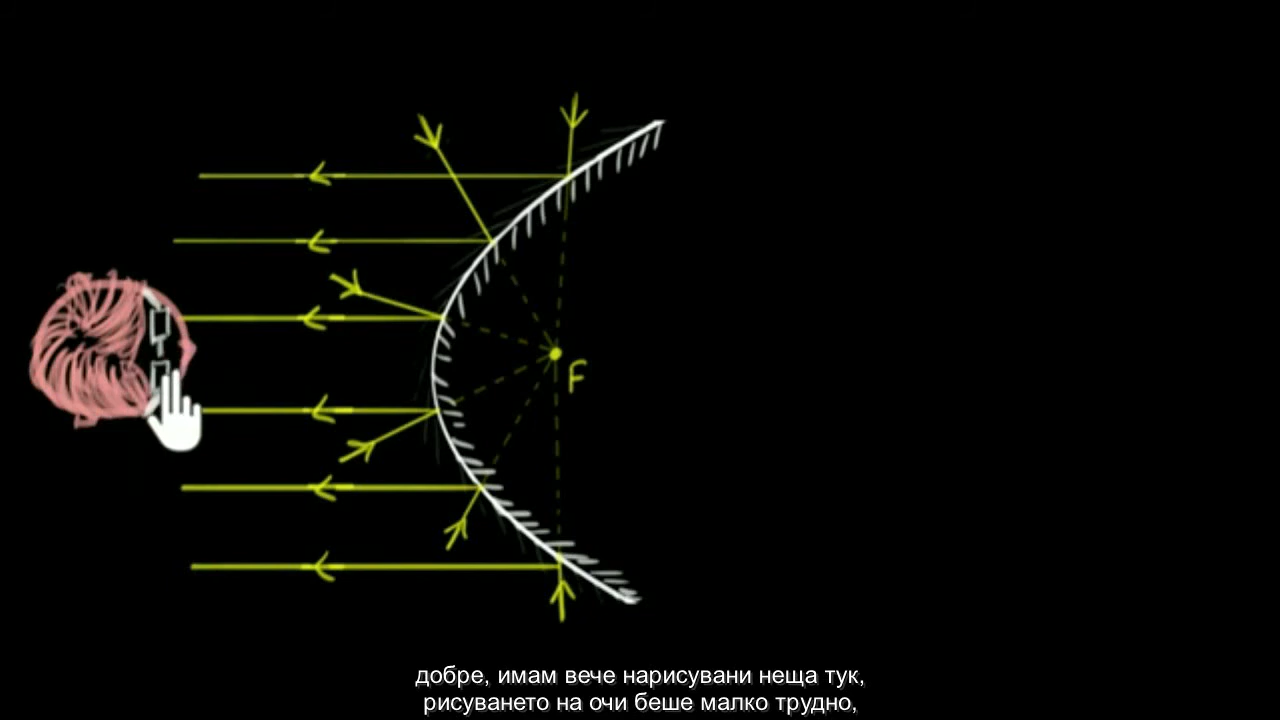 F
добре, имам вече нарисувани неща тук,
рисуването на очи беше малко трудно,